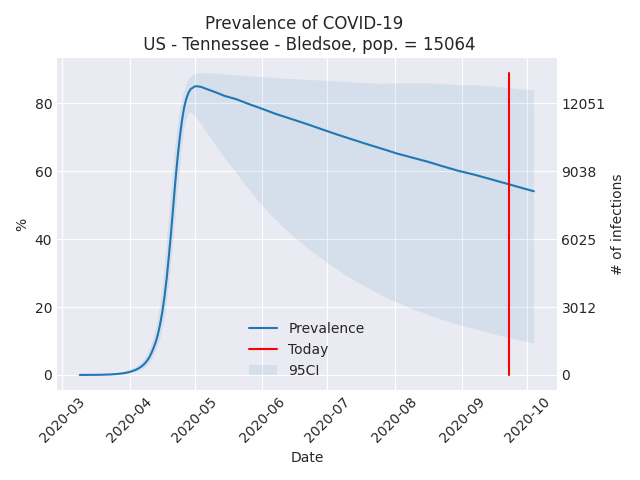 Prevalence of COVID-19
US - Tennessee - Bledsoe, pop. = 15064
80
60
40
20
0
%
12051
9038
6025
3012
0
# of infections
Prevalence
Today
95CI
2020-03
2020-04
2020-05
2020-06
2020-07
2020-08
2020-09
2020-10
Date